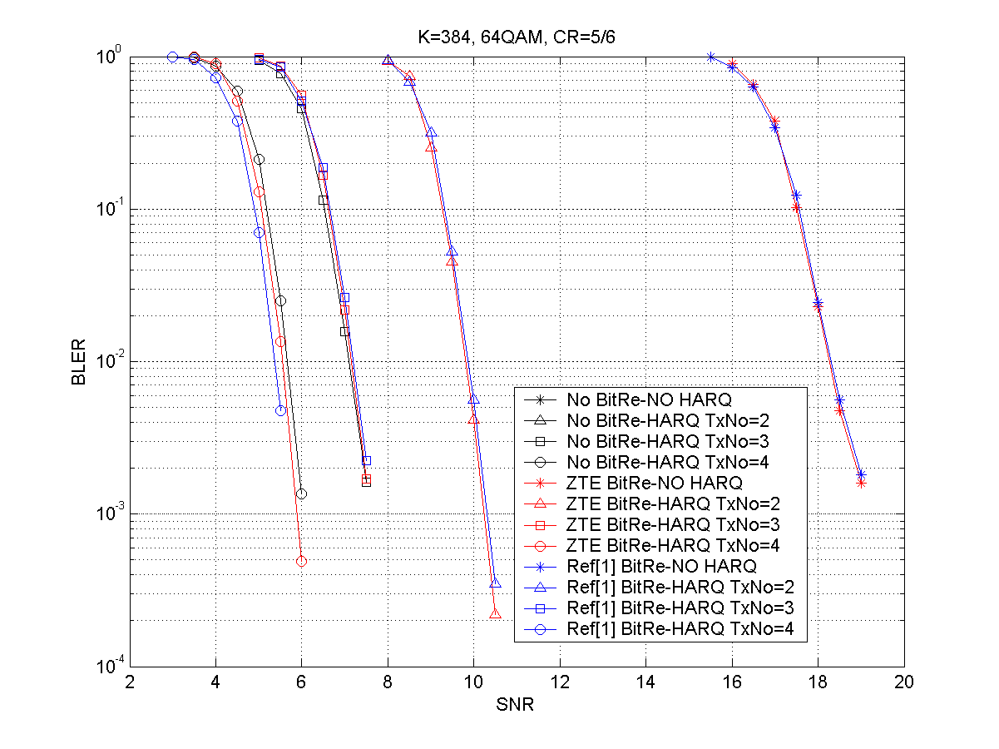 K=384, 64QAM, CR=5/6
10^0
10^-1
10^-2
10^-3
10^-4
BLER
No BitRe-NO HARQ
No BitRe-HARQ TxNo=2
No BitRe-HARQ TxNo=3
No BitRe-HARQ TxNo=4
ZTE BitRe-NO HARQ
ZTE BitRe-HARQ TxNo=2
ZTE BitRe-HARQ TxNo=3
ZTE BitRe-HARQ TxNo=4
Ref[1] BitRe-NO HARQ
Ref[1] BitRe-HARQ TxNo=2
Ref[1] BitRe-HARQ TxNo=3
Ref[1] BitRe-HARQ TxNo=4
2 4 6 8 10 12 14 16 18 20
SNR